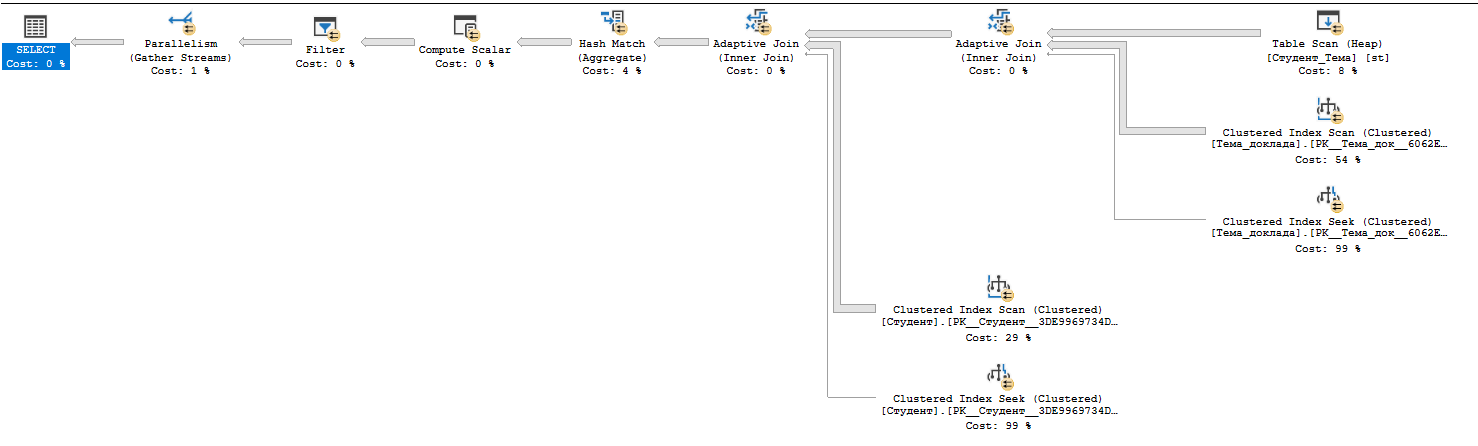 SELECT
Cost: 0 %
Parallelism
(Gather Streams)
Cost: 1 %
Filter
Cost: 0 %
Compute Scalar
Cost: 0 %
Hash Match
(Aggregate)
Cost: 4 %
Adaptive Join
(Inner Join)
Cost: 0 %
Adaptive Join
(Inner Join)
Cost: 0 %
Table Scan (Heap)
[Студент_Тема] [st]
Cost: 8 %
Clustered Index Scan (Clustered)
[Тема_доклада].[PK__Тема_док__6062E…
Cost: 54 %
Clustered Index Seek (Clustered)
[Тема_доклада].[PK__Тема_док__6062E…
Cost: 99 %
Clustered Index Scan (Clustered)
[Студент].[PK__Студент__3DE9969734D…
Cost: 29 %
Clustered Index Seek (Clustered)
[Студент].[PK__Студент__3DE9969734D…
Cost: 99 %